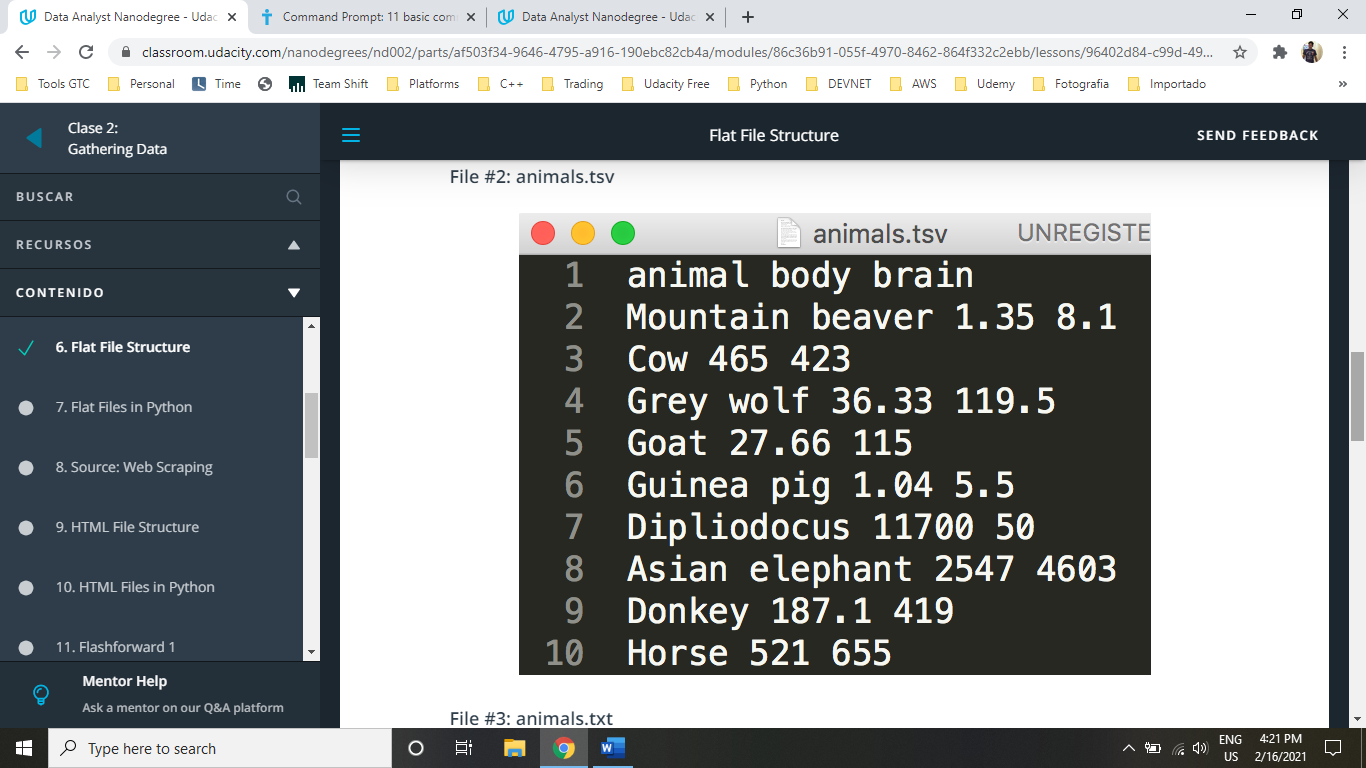 Data Analyst Nanodegree - Udac
Command Prompt: 11 basic com
Data Analyst Nanodegree - Udac
classroom.udacity.com/nanodegrees/nd002/parts/af503f34-9646-4795-a916-190ebc82cb4a/modules/86c36b91-055f-4970-8462-864f332c2ebb/lessons/96402d84-c99d-49...
Tools GTC Personal Time Team Shift Platforms C++ Trading Udacity Free Python DEVNET AWS Udemy Fotografia Importado »
Clase 2:
Gathering Data
Flat File Structure
SEND FEEDBACK
BUSCAR
RECURSOS
CONTENIDO
6. Flat File Structure
7. Flat Files in Python
8. Source: Web Scraping
9. HTML File Structure
10. HTML Files in Python
11. Flashforward 1
Mentor Help
Ask a mentor on our Q&A platform
File #2: animals.tsv
animals.tsv UNREGISTE
1 animal body brain
2 Mountain beaver 1.35 8.1
3 Cow 465 423
4 Grey wolf 36.33 119.5
5 Goat 27.66 115
6 Guinea pig 1.04 5.5
7 Dipliodocus 11700 50
8 Asian elephant 2547 4603
9 Donkey 187.1 419
10 Horse 521 655
File #3: animals.txt
Type here to search
ENG
US
4:21 PM
2/16/2021